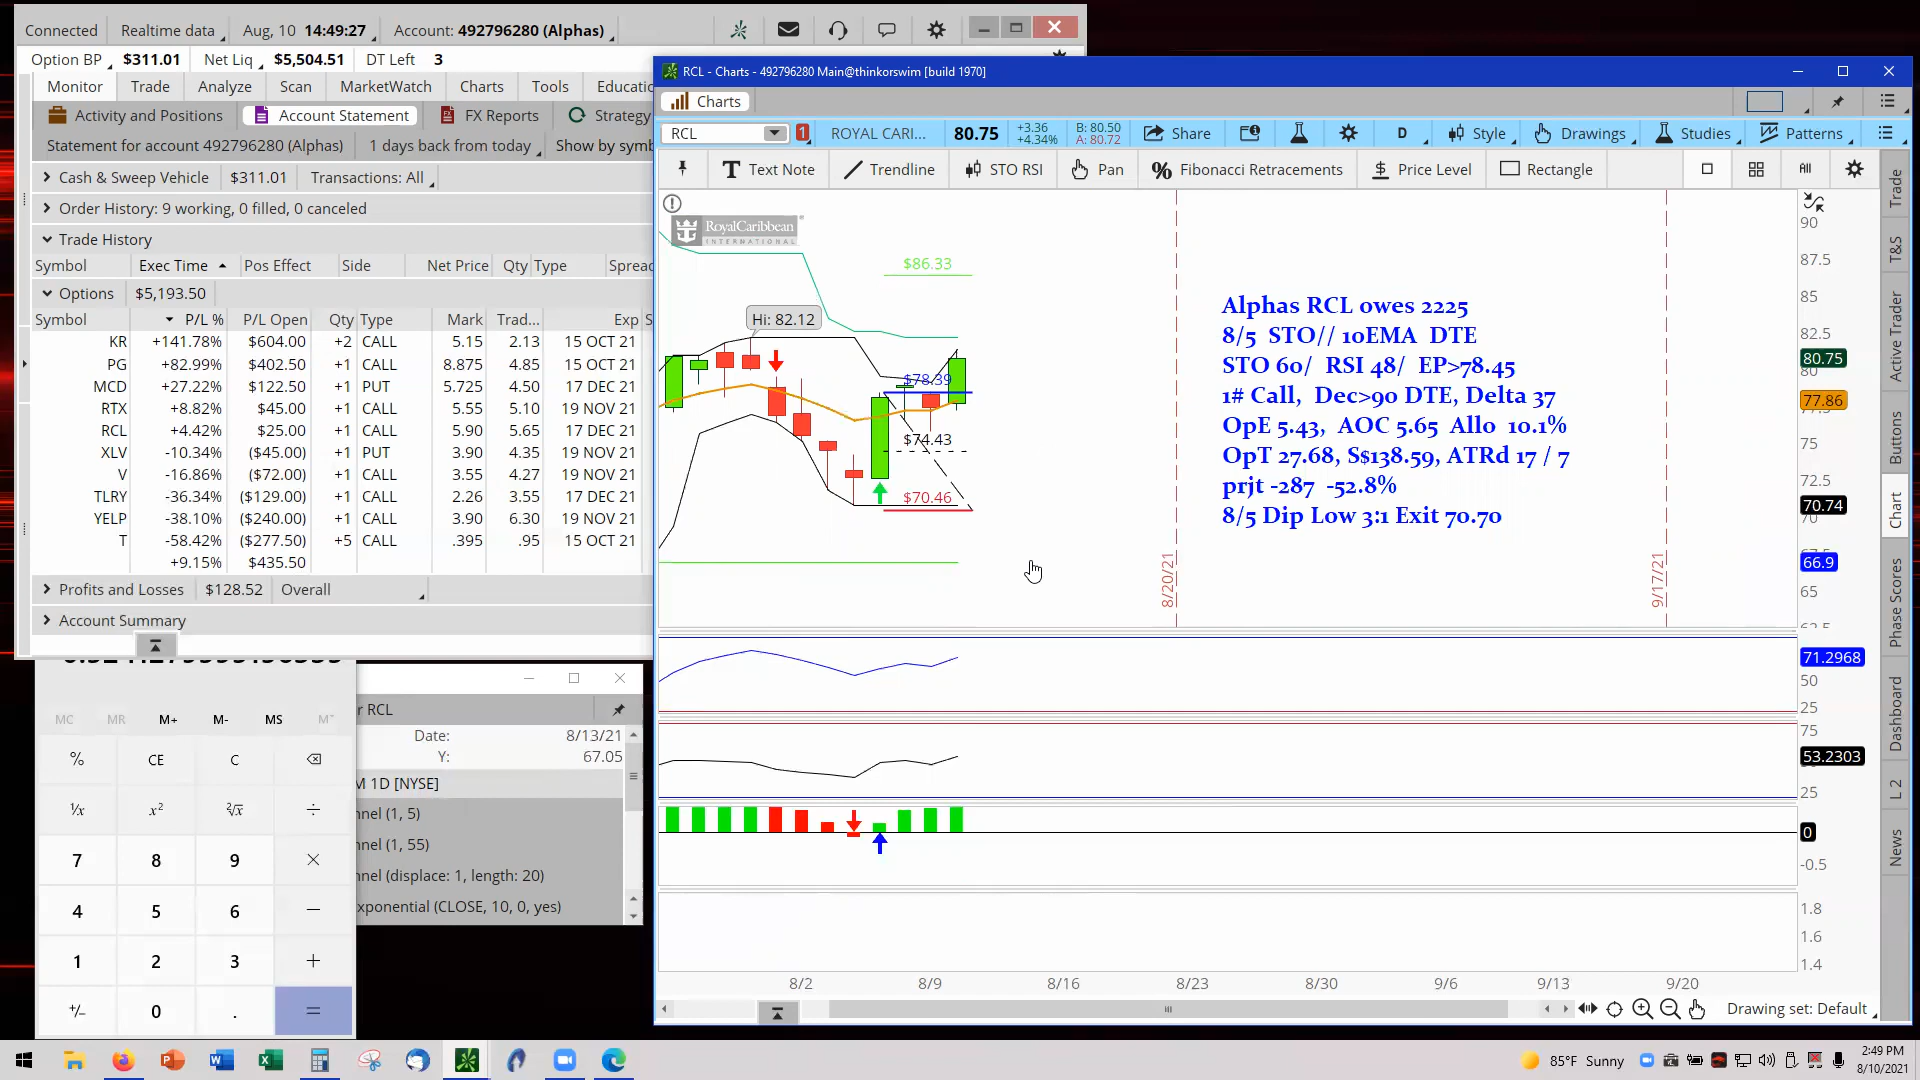 Connected Realtime data Aug, 10 14:49:27 Account: 492796280 (Alphas)
Option BP $311.01 Net Liq $5,504.51 DT Left 3
Monitor Trade Analyze Scan MarketWatch Charts Tools
Activity and Positions Account Statement FX Reports Strategy
Statement for account 492796280 (Alphas) 1 days back from today Show by
Cash & Sweep Vehicle $311.01 Transactions: All
Order History: 9 working, 0 filled, 0 canceled
Trade History
Symbol Exec Time Pos Effect Side Net Price Qty Type Sprea
Options $5,193.50
Symbol P/L % P/L Open Qty Type Mark Trad... Exp S
KR +141.78% $604.00 +2 CALL 5.15 2.13 15 OCT 21
PG +82.99% $402.50 +1 CALL 8.875 4.85 15 OCT 21
MCD +27.22% $122.50 +1 PUT 5.725 4.50 17 DEC 21
RTX +8.82% $45.00 +1 CALL 5.55 5.10 19 NOV 21
RCL +4.42% $25.00 +1 CALL 5.90 5.65 17 DEC 21
XLV -10.34% ($45.00) +1 PUT 3.90 4.35 19 NOV 21
V -16.86% ($72.00) +1 CALL 3.55 4.27 19 NOV 21
TLRY -36.34% ($129.00) +1 CALL 2.26 3.55 17 DEC 21
YELP -38.10% ($240.00) +1 CALL 3.90 6.30 19 NOV 21
T -58.42% ($277.50) +5 CALL .395 .95 15 OCT 21
+9.15% $435.50
Profits and Losses $128.52 Overall
Account Summary
MC MR M+ M- MS
% CE C
1/x x² ²√x ÷
7 8 9 ×
4 5 6 −
1 2 3 +
+/- 0 . =
r RCL
Date: 8/13/21
Y: 67.05
M 1D [NYSE]
nnel (1, 5)
nnel (1, 55)
nnel (displace: 1, length: 20)
xponential (CLOSE, 10, 0, yes)
RCL - Charts - 492796280 Main@thinkorswim [build 1970]
Charts
RCL 1 ROYAL CARI... 80.75 +3.36 +4.34% B: 80.50 A: 80.72 Share D Style Drawings Studies Patterns
Text Note Trendline STO RSI Pan Fibonacci Retracements Price Level Rectangle All
RoyalCaribbean
INTERNATIONAL
$86.33
Hi: 82.12
$78.39
$74.43
$70.46
Alphas RCL owes 2225
8/5 STO// 10EMA DTE
STO 60/ RSI 48/ EP>78.45
1# Call, Dec>90 DTE, Delta 37
OpE 5.43, AOC 5.65 Allo 10.1%
OpT 27.68, S$138.59, ATRd 17 / 7
prjt -287 -52.8%
8/5 Dip Low 3:1 Exit 70.70
8/20/21
9/17/21
90
87.5
85
82.5
80.75
80
77.86
75
72.5
70.74
70
66.9
65
71.2968
50
25
75
53.2303
25
0
-0.5
1.8
1.6
1.4
8/2 8/9 8/16 8/23 8/30 9/6 9/13 9/20
Drawing set: Default
Trade
T&S
Active Trader
Buttons
Chart
Phase Scores
Dashboard
L 2
News
85°F Sunny
2:49 PM
8/10/2021